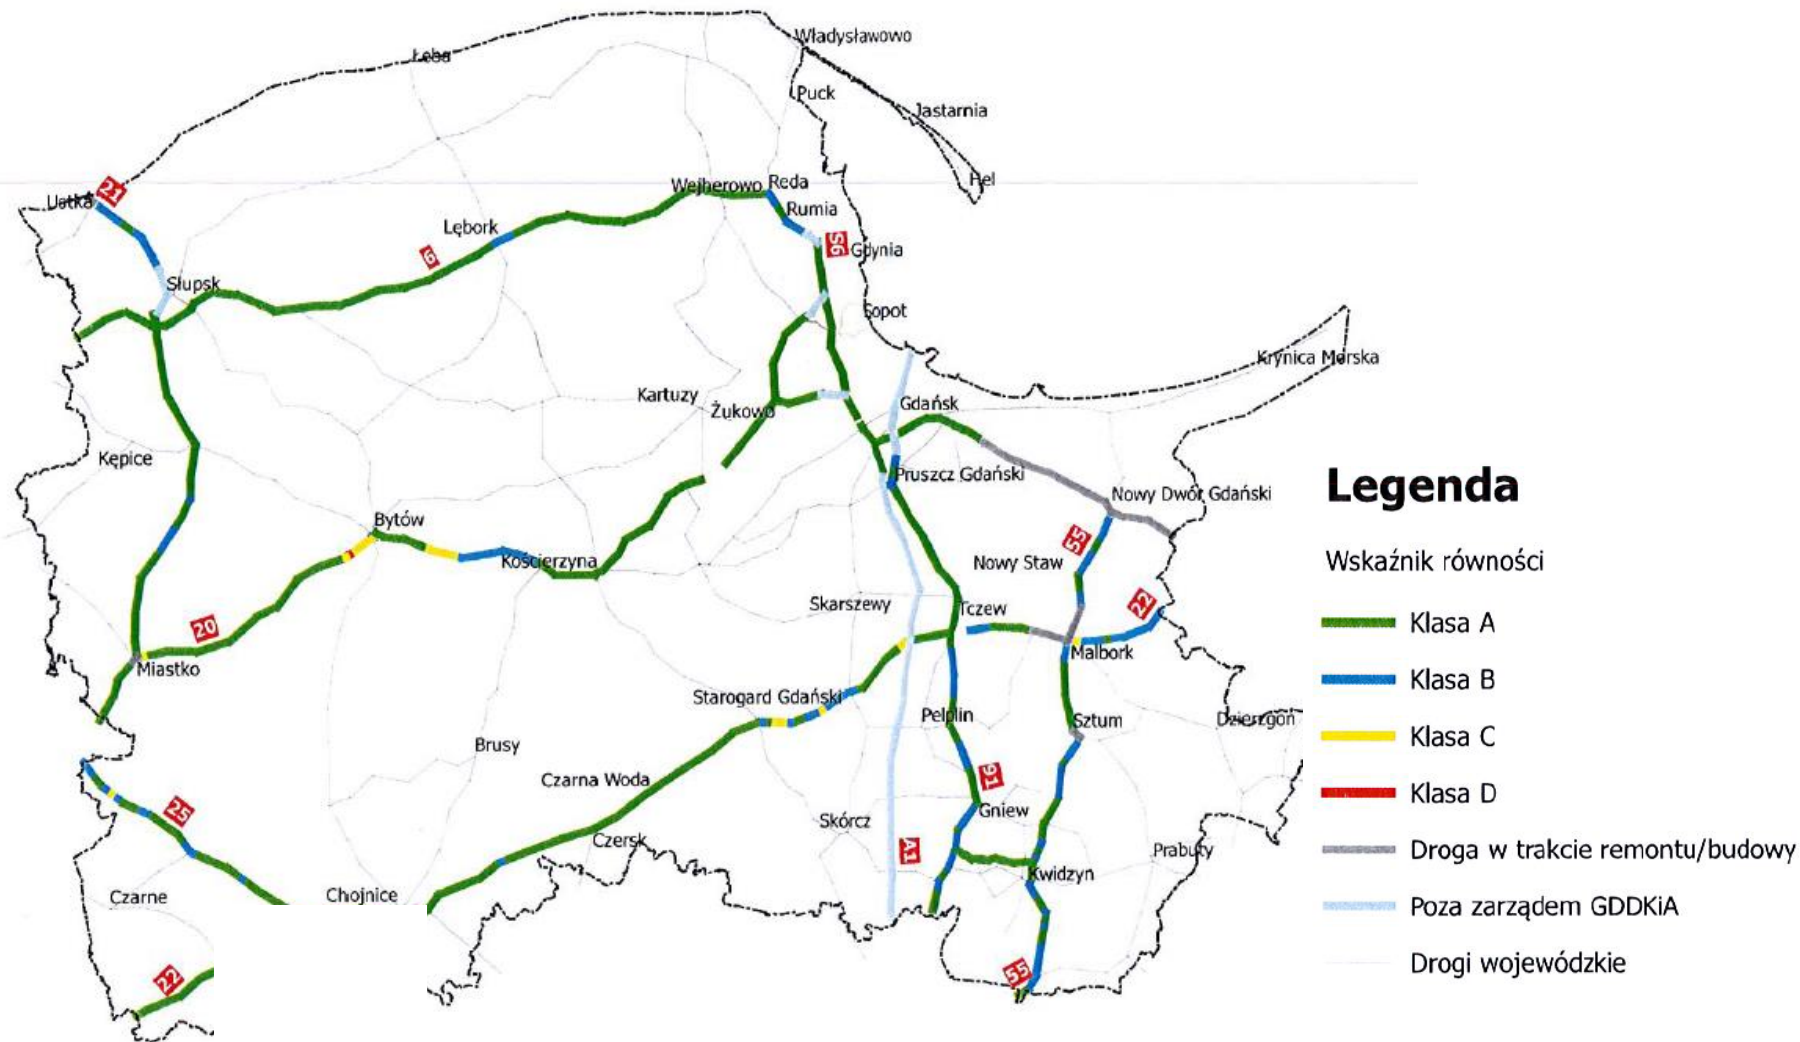 Władysławowo
Łeba
Puck
Jastarnia
Hel
Wejherowo
Reda
21
Ustka
Rumia
Lębork
S6
Gdynia
6
Słupsk
Sopot
Krynica Morska
Kartuzy
Żukowo
Gdańsk
Kępice
Pruszcz Gdański
Nowy Dwór Gdański
Bytów
55
Kościerzyna
Nowy Staw
Skarszewy
Tczew
22
20
Malbork
Miastko
Starogard Gdański
Pelplin
Sztum
Dzierzgoń
Brusy
Czarna Woda
91
25
Gniew
Skórcz
Czersk
A1
Prabuty
Kwidzyn
Czarne
Chojnice
22
55
Legenda
Wskaźnik równości
Klasa A
Klasa B
Klasa C
Klasa D
Droga w trakcie remontu/budowy
Poza zarządem GDDKiA
Drogi wojewódzkie